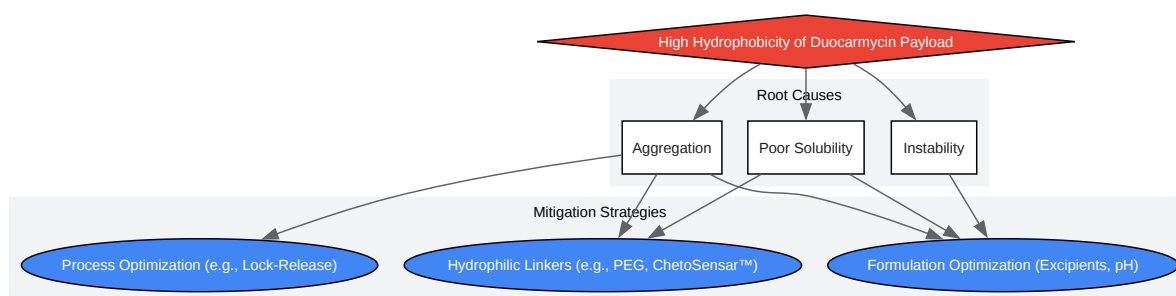 High Hydrophobicity of Duocarmycin Payload
Root Causes
Aggregation
Poor Solubility
Instability
Mitigation Strategies
Process Optimization (e.g., Lock-Release)
Hydrophilic Linkers (e.g., PEG, ChetoSensar™)
Formulation Optimization (Excipients, pH)